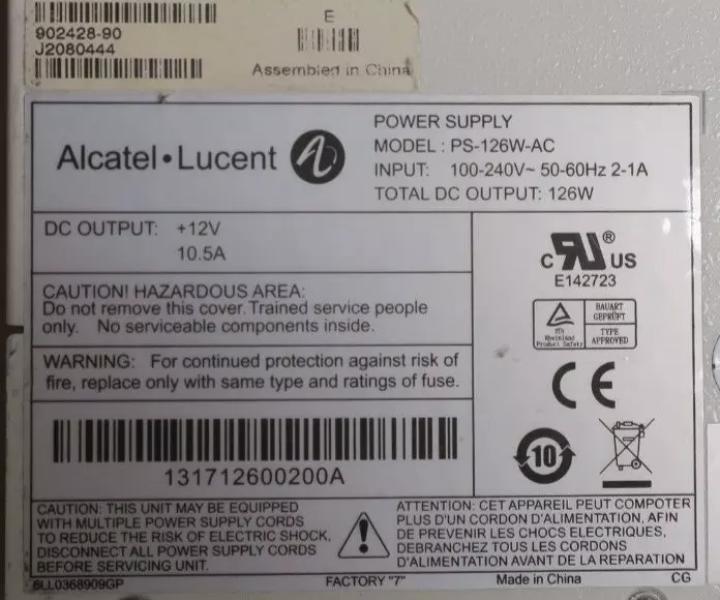 902428-90
J2080444
E
Assembled in China
Alcatel•Lucent
POWER SUPPLY
MODEL : PS-126W-AC
INPUT: 100-240V~ 50-60Hz 2-1A
TOTAL DC OUTPUT: 126W
DC OUTPUT: +12V
10.5A
CAUTION! HAZARDOUS AREA:
Do not remove this cover. Trained service people
only. No serviceable components inside.
WARNING: For continued protection against risk of
fire, replace only with same type and ratings of fuse.
131712600200A
C RU ® US
E142723
TÜV
Rheinland
Product Safety
BAUART
GEPRÜFT
TYPE
APPROVED
CE
10
CAUTION: THIS UNIT MAY BE EQUIPPED
WITH MULTIPLE POWER SUPPLY CORDS
TO REDUCE THE RISK OF ELECTRIC SHOCK,
DISCONNECT ALL POWER SUPPLY CORDS
BEFORE SERVICING UNIT.
ATTENTION: CET APPAREIL PEUT COMPOTER
PLUS D'UN CORDON D'ALIMENTATION, AFIN
DE PREVENIR LES CHOCS ELECTRIQUES,
DEBRANCHEZ TOUS LES CORDONS
D'ALIMENTATION AVANT DE LA REPARATION
6LL0368909GP
FACTORY "7"
Made in China
CG